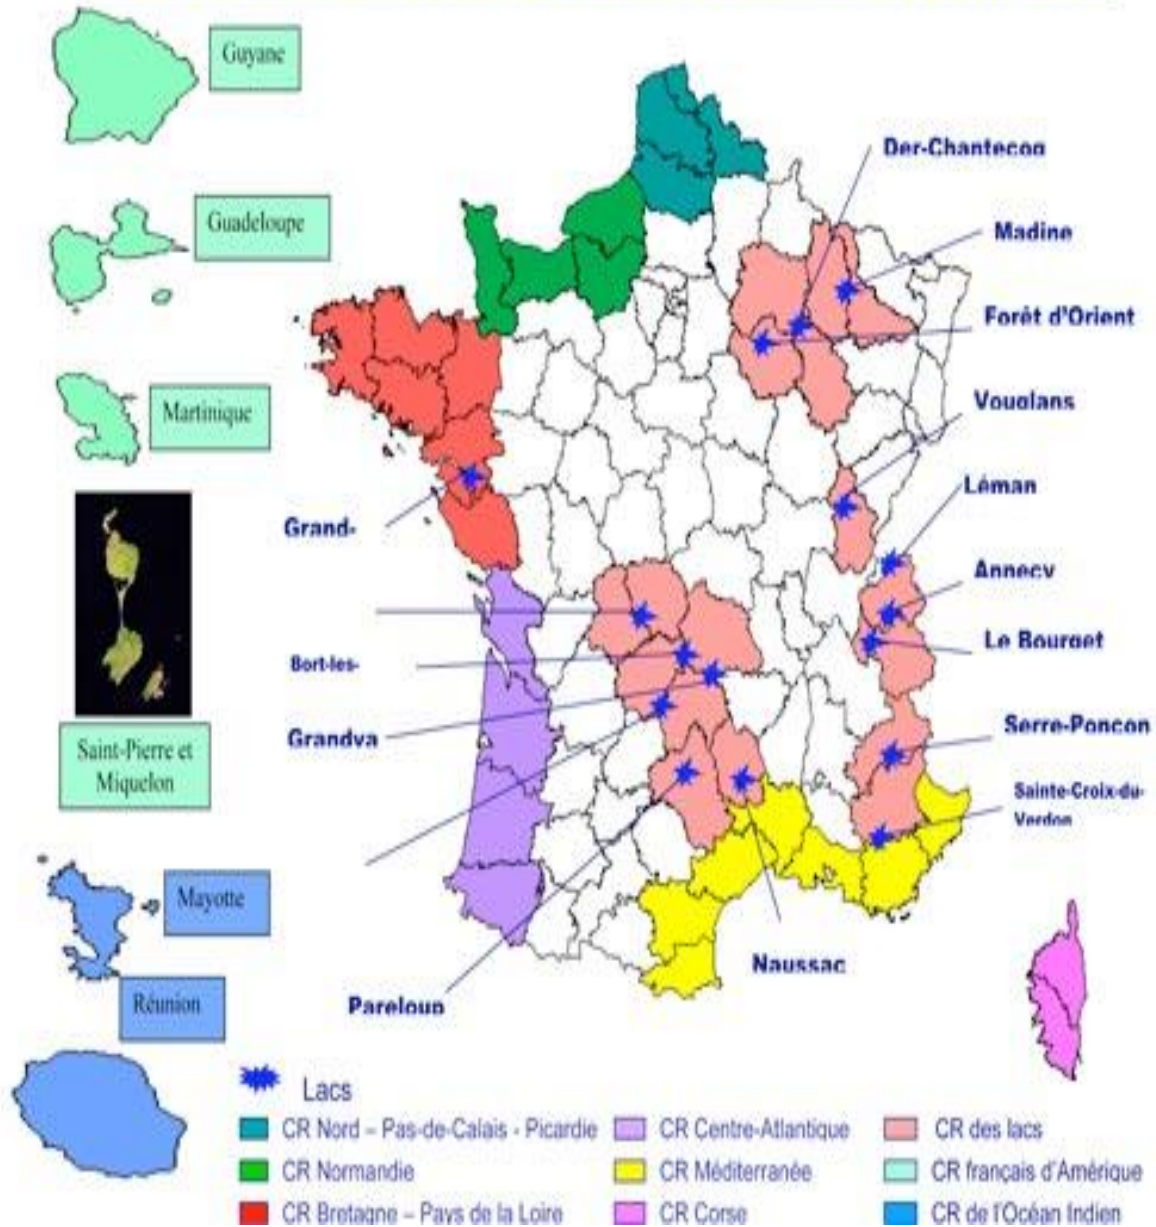 Guyane
Guadeloupe
Martinique
Saint-Pierre et
Miquelon
Mayotte
Réunion
Der-Chantecoq
Madine
Forêt d'Orient
Vouglans
Léman
Annecy
Le Bourget
Serre-Poncon
Sainte-Croix-du-
Verdon
Grand-
Bort-les-
Grandva
Pareloup
Naussac
Lacs
CR Nord – Pas-de-Calais - Picardie
CR Normandie
CR Bretagne – Pays de la Loire
CR Centre-Atlantique
CR Méditerranée
CR Corse
CR des lacs
CR français d'Amérique
CR de l'Océan Indien